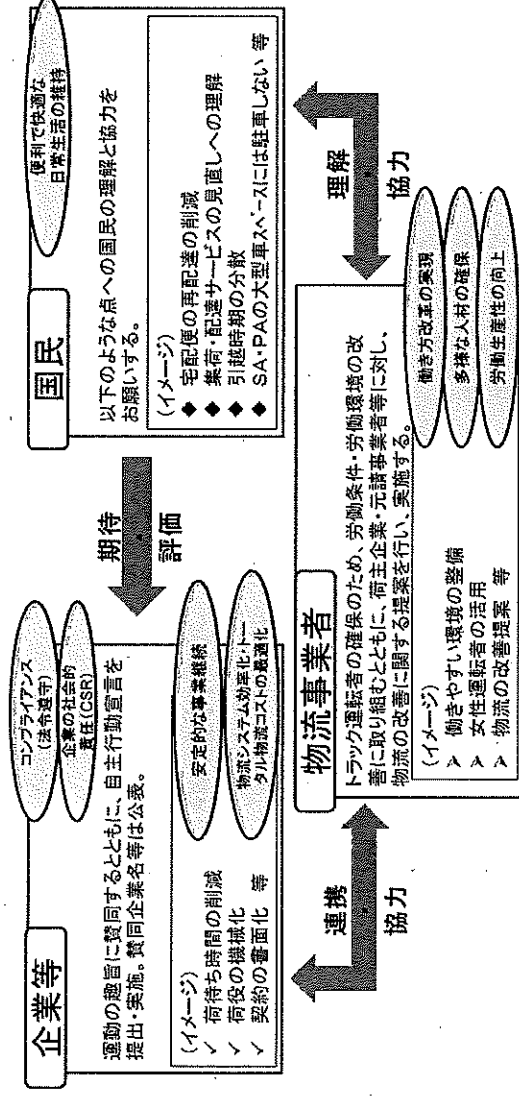 企業等
コンプライアンス
(法令遵守)
企業の社会的
責任(CSR)
運動の趣旨に賛同するとともに、自主行動宣言を
提出・実施。賛同企業名等は公表。
(イメージ)
✓ 荷待ち時間の削減
✓ 荷役の機械化
✓ 契約の書面化 等
安定的な事業継続
物流システム効率化・トー
タル物流コストの最適化
期待
評価
国民
便利で快適な
日常生活の維持
以下のような点への国民の理解と協力を
お願いする。
(イメージ)
◆ 宅配便の再配達の削減
◆ 集荷・配達サービスの見直しへの理解
◆ 引越時期の分散
◆ SA・PAの大型車スペースには駐車しない 等
連携
協力
物流事業者
トラック運転者の確保のため、労働条件・労働環境の改
善に取り組むとともに、荷主企業・元請事業者等に対し、
物流の改善に関する提案を行い、実施する。
(イメージ)
➢ 働きやすい環境の整備
➢ 女性運転者の活用
➢ 物流の改善提案 等
働き方改革の実現
多様な人材の確保
労働生産性の向上
理解
協力